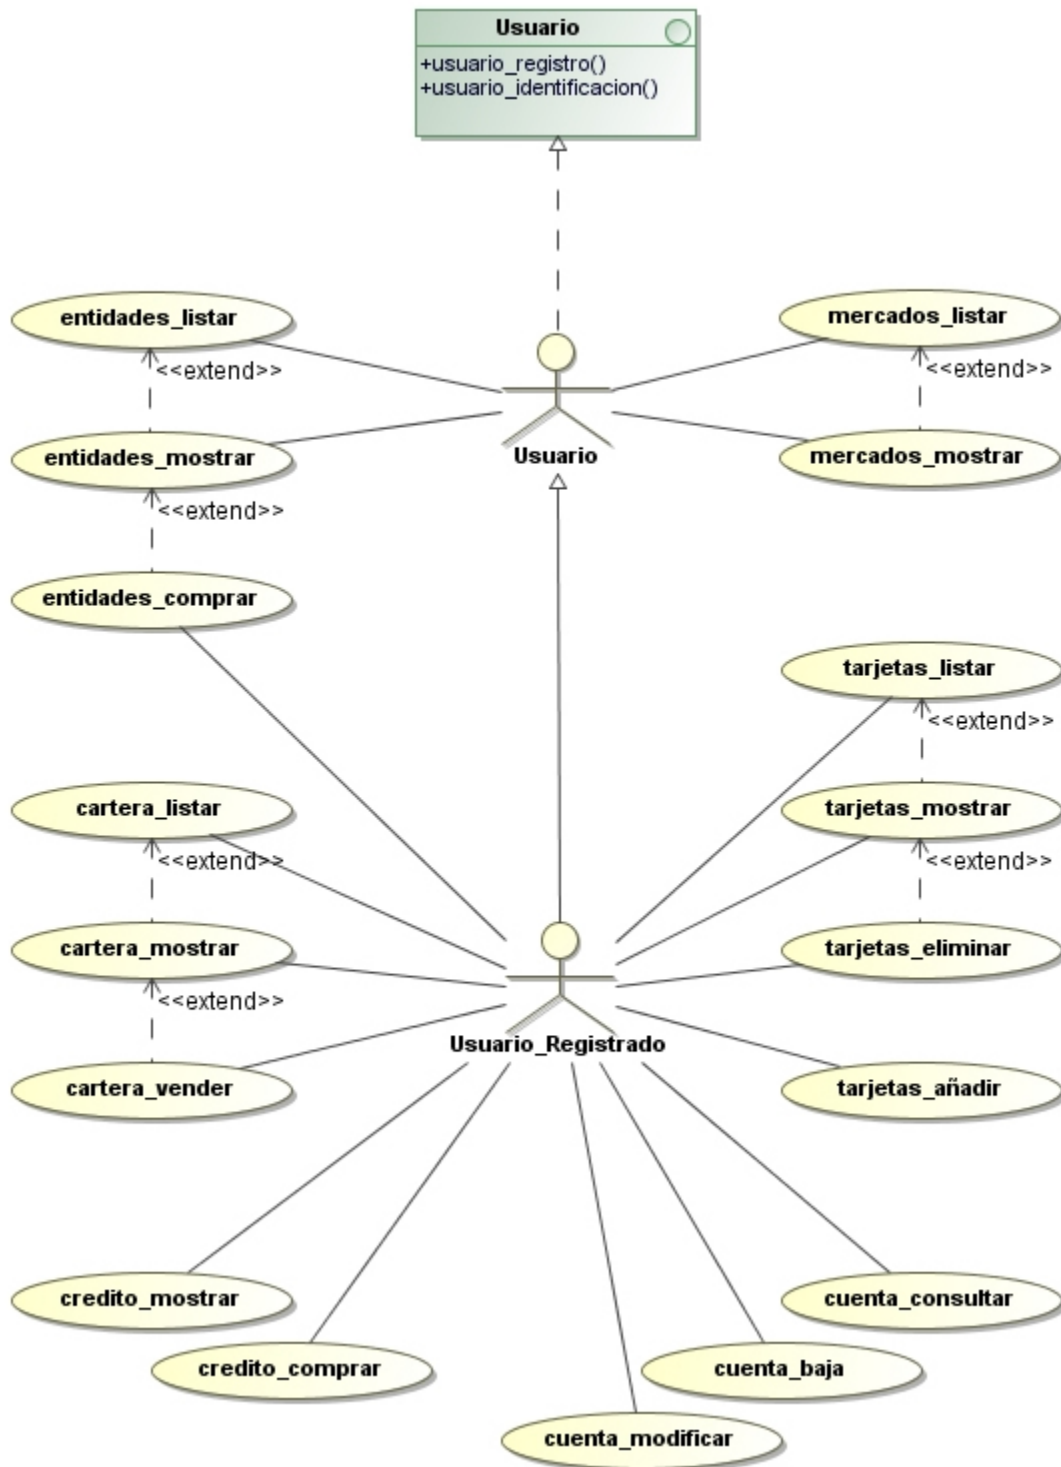 Usuario
+usuario_registro()
+usuario_identificacion()
entidades_listar
mercados_listar
<<extend>>
<<extend>>
Usuario
entidades_mostrar
mercados_mostrar
<<extend>>
entidades_comprar
tarjetas_listar
<<extend>>
cartera_listar
tarjetas_mostrar
<<extend>>
<<extend>>
cartera_mostrar
tarjetas_eliminar
<<extend>>
Usuario_Registrado
cartera_vender
tarjetas_añadir
credito_mostrar
cuenta_consultar
credito_comprar
cuenta_baja
cuenta_modificar